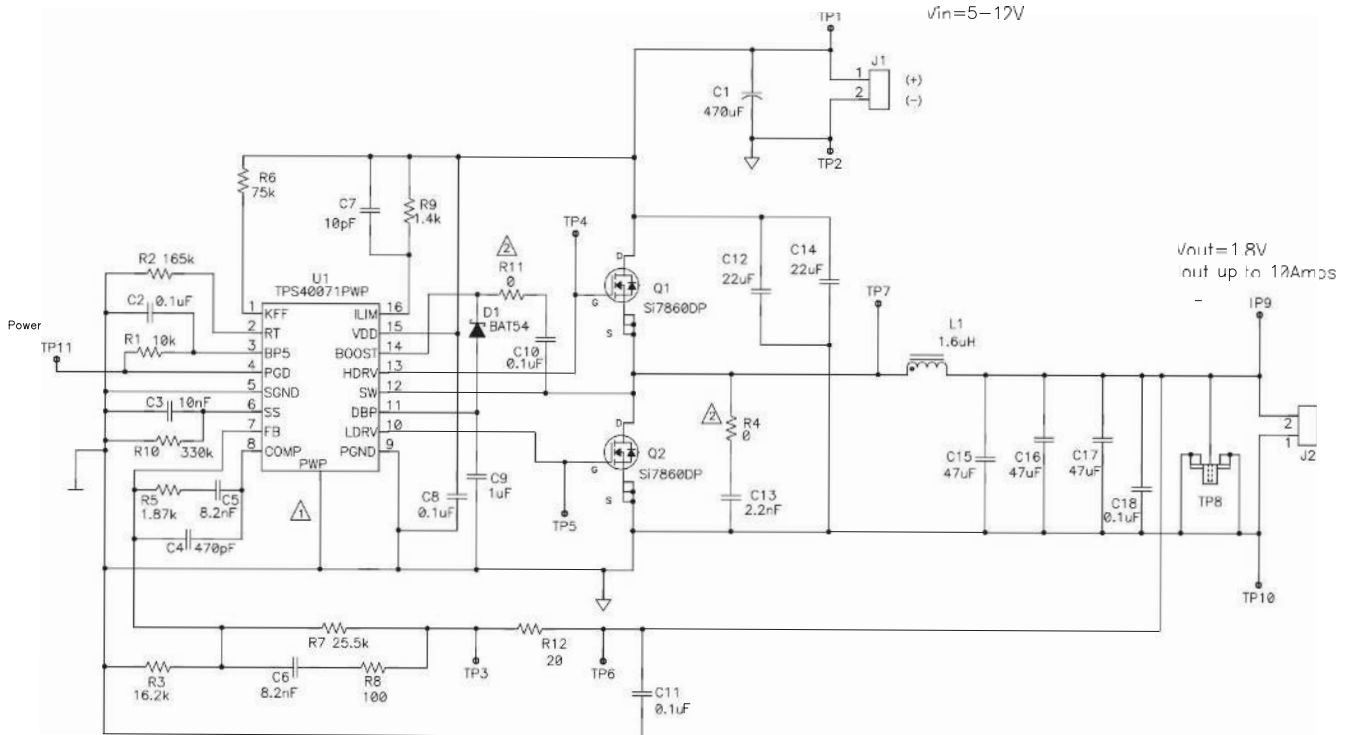 Vin=5-12V
TP1
J1
1
2
(+)
(-)
C1
470uF
TP2
R6
75k
C7
10pF
R9
1.4k
TP4
2
R11
0
R2 165k
C2
0.1uF
Power
TP11
R1 10k
U1
TPS40071PWP
1 KFF ILIM 16
2 RT VDD 15
3 BP5 BOOST 14
4 PGD HDRV 13
5 SGND SW 12
6 SS DBP 11
7 FB LDRV 10
8 COMP PGND 9
PWP
1
D1
BAT54
C10
0.1uF
D
G
S
Q1
Si7860DP
C12
22uF
C14
22uF
TP7
L1
1.6uH
Vout=1.8V
Iout up to 10Amps
TP9
C3 10nF
R10 330k
R5
1.87k
C5
8.2nF
C4 470pF
C8
0.1uF
C9
1uF
TP5
D
G
S
Q2
Si7860DP
2
R4
0
C13
2.2nF
C15
47uF
C16
47uF
C17
47uF
C18
0.1uF
TP8
2
1
J2
TP10
R7 25.5k
R3
16.2k
C6
8.2nF
R8
100
TP3
R12
20
TP6
C11
0.1uF